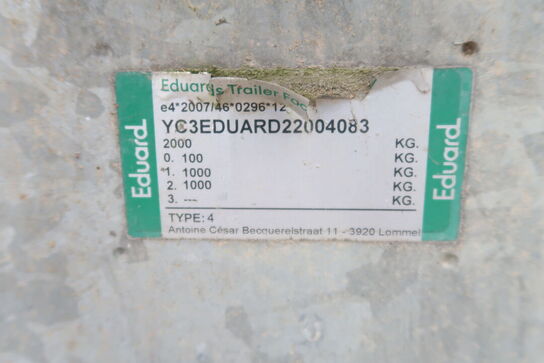 Eduard
Eduards Trailer
e4*2007/46*0296*12
YC3EDUARD22004083
2000 KG.
0. 100 KG.
1. 1000 KG.
2. 1000 KG.
3. --- KG.
TYPE: 4
Antoine César Becquerelstraat 11 - 3920 Lommel
Eduard